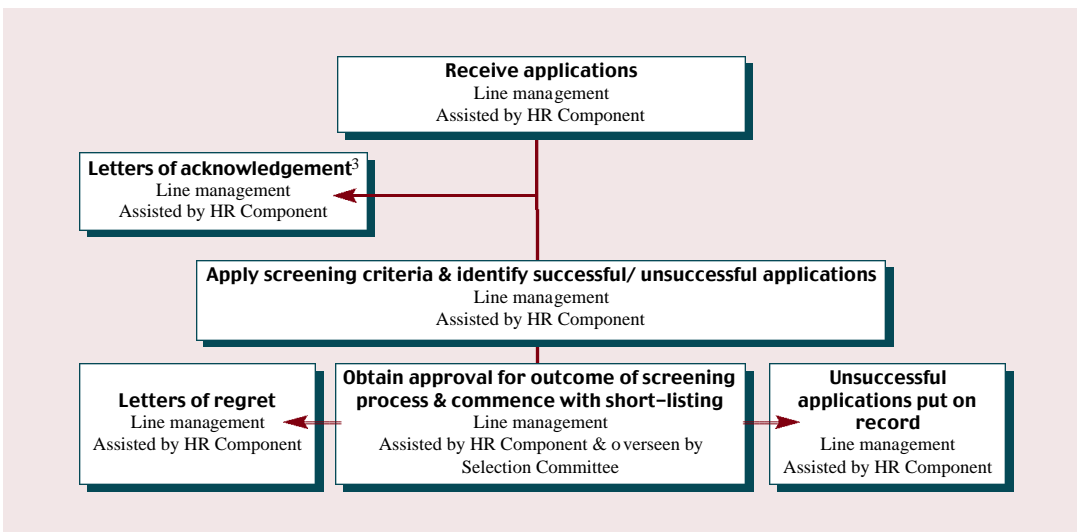 Receive applications
Line management
Assisted by HR Component
Letters of acknowledgement3
Line management
Assisted by HR Component
Apply screening criteria & identify successful/ unsuccessful applications
Line management
Assisted by HR Component
Letters of regret
Line management
Assisted by HR Component
Obtain approval for outcome of screening
process & commence with short-listing
Line management
Assisted by HR Component & overseen by
Selection Committee
Unsuccessful
applications put on
record
Line management
Assisted by HR Component